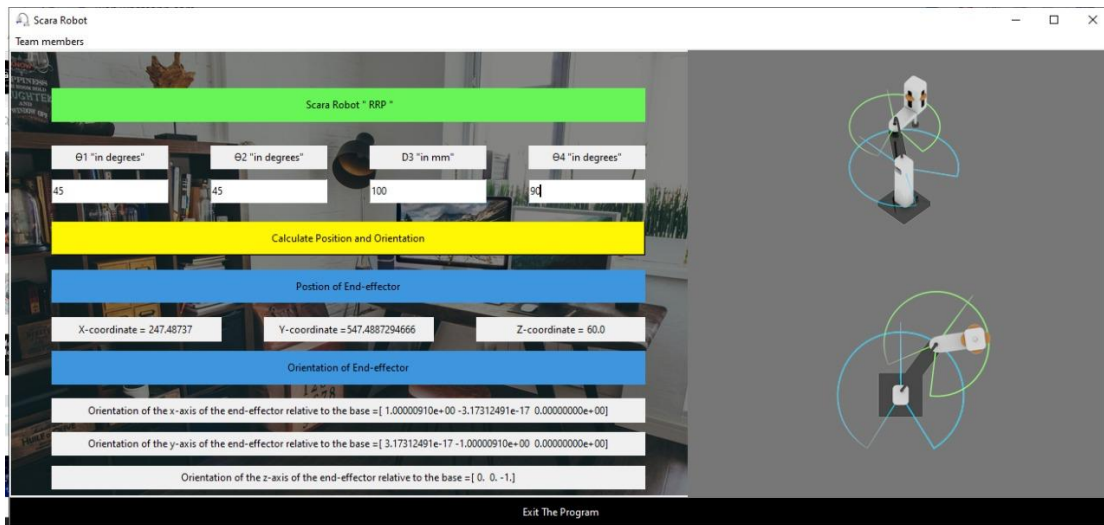 Scara Robot
Team members
Scara Robot " RRP "
Θ1 "in degrees" Θ2 "in degrees" D3 "in mm" Θ4 "in degrees"
45 45 100 90
Calculate Position and Orientation
Postion of End-effector
X-coordinate = 247.48737 Y-coordinate =547.4887294666 Z-coordinate = 60.0
Orientation of End-effector
Orientation of the x-axis of the end-effector relative to the base =[ 1.00000910e+00 -3.17312491e-17 0.00000000e+00]
Orientation of the y-axis of the end-effector relative to the base =[ 3.17312491e-17 -1.00000910e+00 0.00000000e+00]
Orientation of the z-axis of the end-effector relative to the base =[ 0. 0. -1.]
Exit The Program